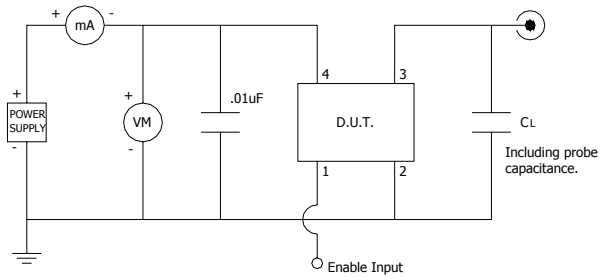 + mA -
+
POWER
SUPPLY
-
+
VM
-
.01uF
4
3
D.U.T.
1
2
CL
Including probe
capacitance.
Enable Input